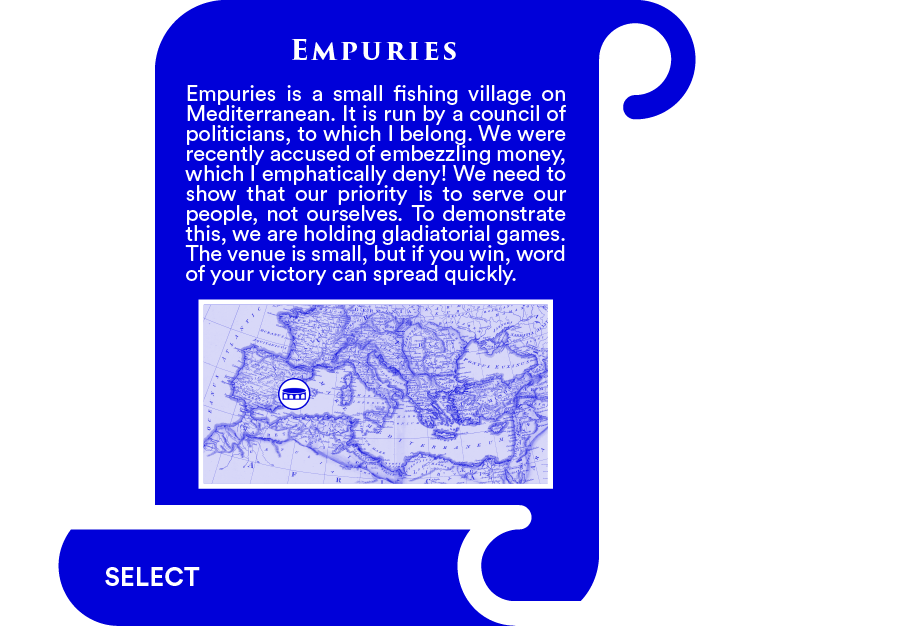 EMPURIES
Empuries is a small fishing village on
Mediterranean. It is run by a council of
politicians, to which I belong. We were
recently accused of embezzling money,
which I emphatically deny! We need to
show that our priority is to serve our
people, not ourselves. To demonstrate
this, we are holding gladiatorial games.
The venue is small, but if you win, word
of your victory can spread quickly.
SELECT